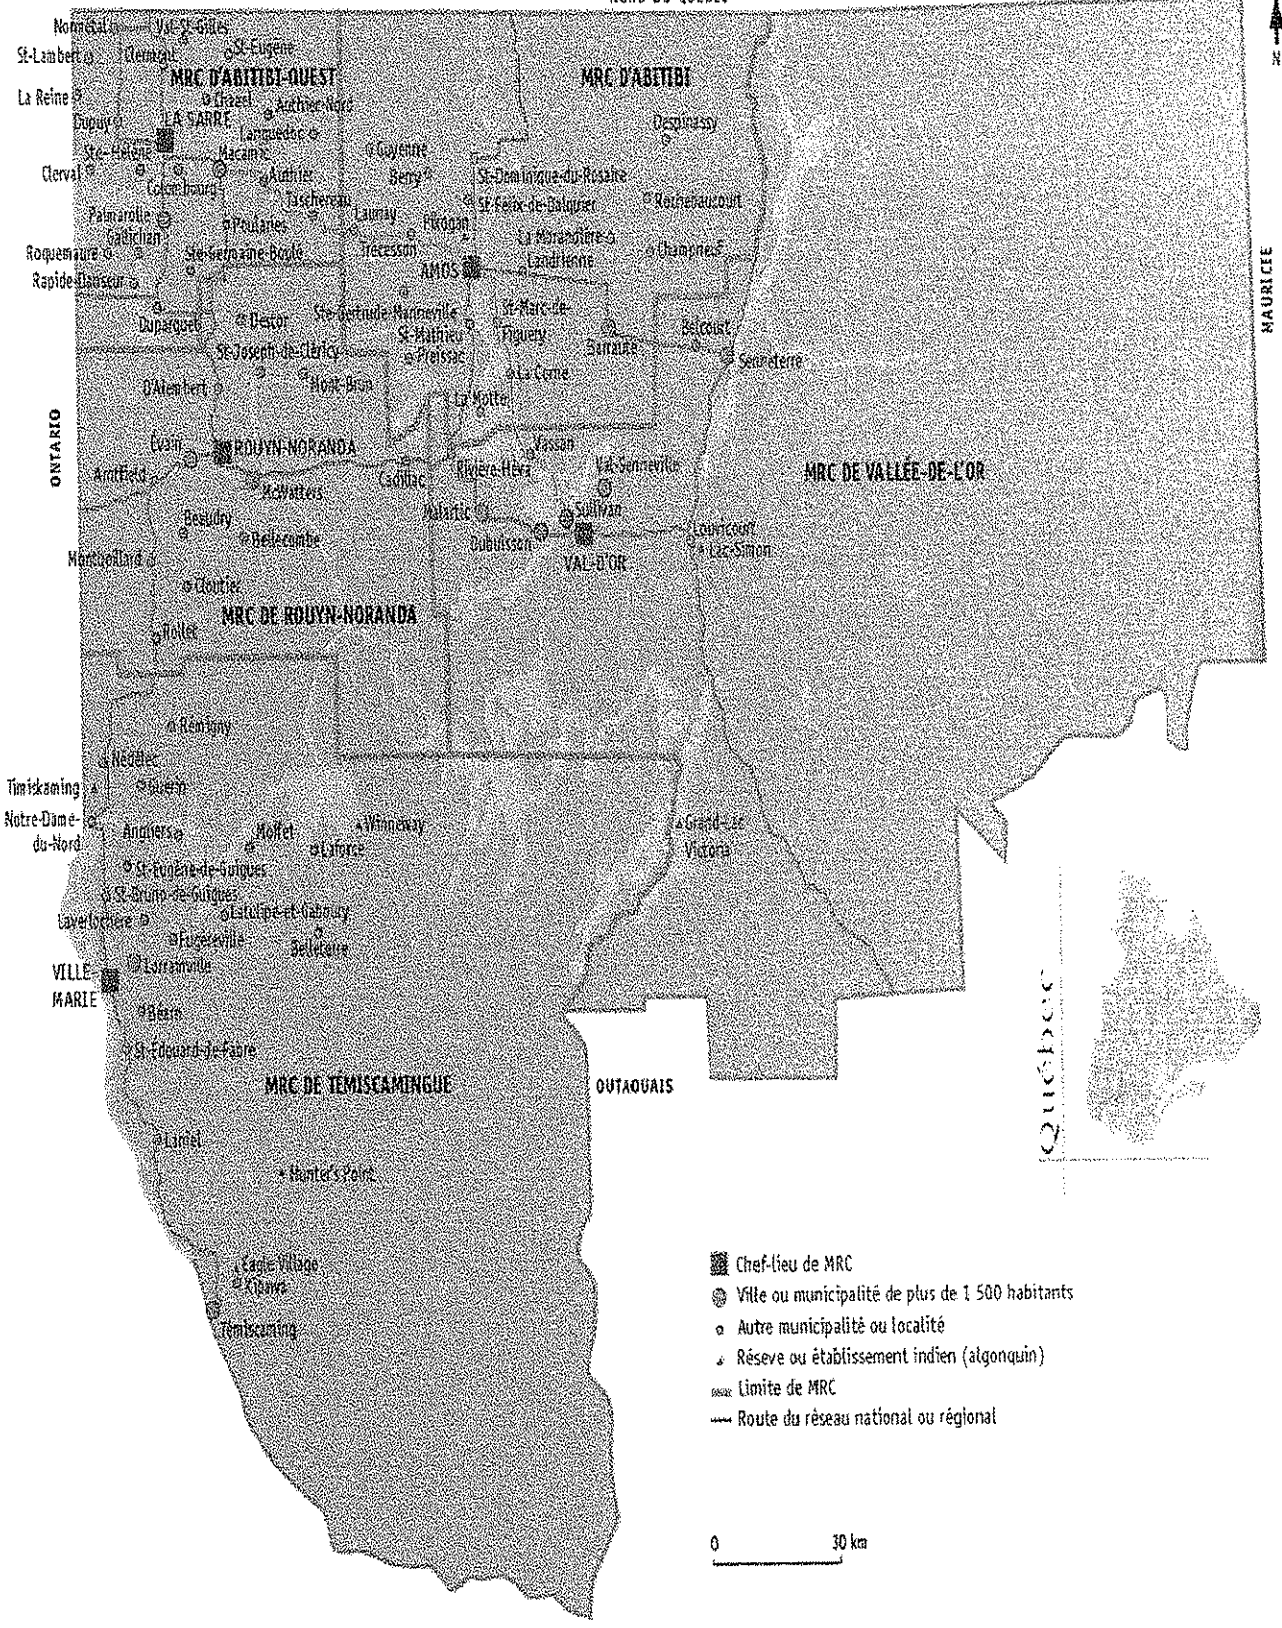 NORD-DU-QUÉBEC
N
Normétal
Val-St-Gilles
St-Lambert
Clermont
St-Eugène
MRC D'ABITIBI-OUEST
MRC D'ABITIBI
La Reine
Chazel
Authier-Nord
Dupuy
LA SARRE
Languedoc
Despinassy
Ste-Hélène
Macamic
Guyenne
Clerval
Colombourg
Authier
Berry
St-Dominique-du-Rosaire
Taschereau
St-Félix-de-Dalquier
Rochebaucourt
Palmarolle
Poularies
Launay
Pikogan
Gallichan
Trécesson
La Morandière
Champneuf
Roquemaure
Ste-Germaine-Boulé
AMOS
Landrienne
Rapide-Danseur
Duparquet
Destor
Ste-Gertrude-Manneville
St-Marc-de-
Figuery
St-Mathieu
Barraute
Belcourt
Senneterre
St-Joseph-de-Cléricy
Preissac
La Corne
D'Alembert
Mont-Brun
La Motte
ONTARIO
MAURICIE
Evain
ROUYN-NORANDA
Vassan
Arntfield
Cadillac
Rivière-Héva
Val-Senneville
MRC DE VALLÉE-DE-L'OR
McWatters
Malartic
Sullivan
Beaudry
Bellecombe
Dubuisson
VAL-D'OR
Louvicourt
Lac-Simon
Montbeillard
Cloutier
MRC DE ROUYN-NORANDA
Rollet
Rémigny
Nédélec
Timiskaming
Guérin
Notre-Dame-
du-Nord
Angliers
Moffet
Winneway
Laforce
Grand-Lac
Victoria
St-Eugène-de-Guigues
St-Bruno-de-Guigues
Laverlochère
Latulipe-et-Gaboury
Fugèreville
Belleterre
Lorrainville
VILLE-
MARIE
Béarn
St-Édouard-de-Fabre
MRC DE TÉMISCAMINGUE
OUTAOUAIS
Québec
Laniel
Hunter's Point
Eagle Village
Kipawa
Témiscaming
Chef-lieu de MRC
Ville ou municipalité de plus de 1 500 habitants
Autre municipalité ou localité
Réseve ou établissement indien (algonquin)
Limite de MRC
Route du réseau national ou régional
0 30 km